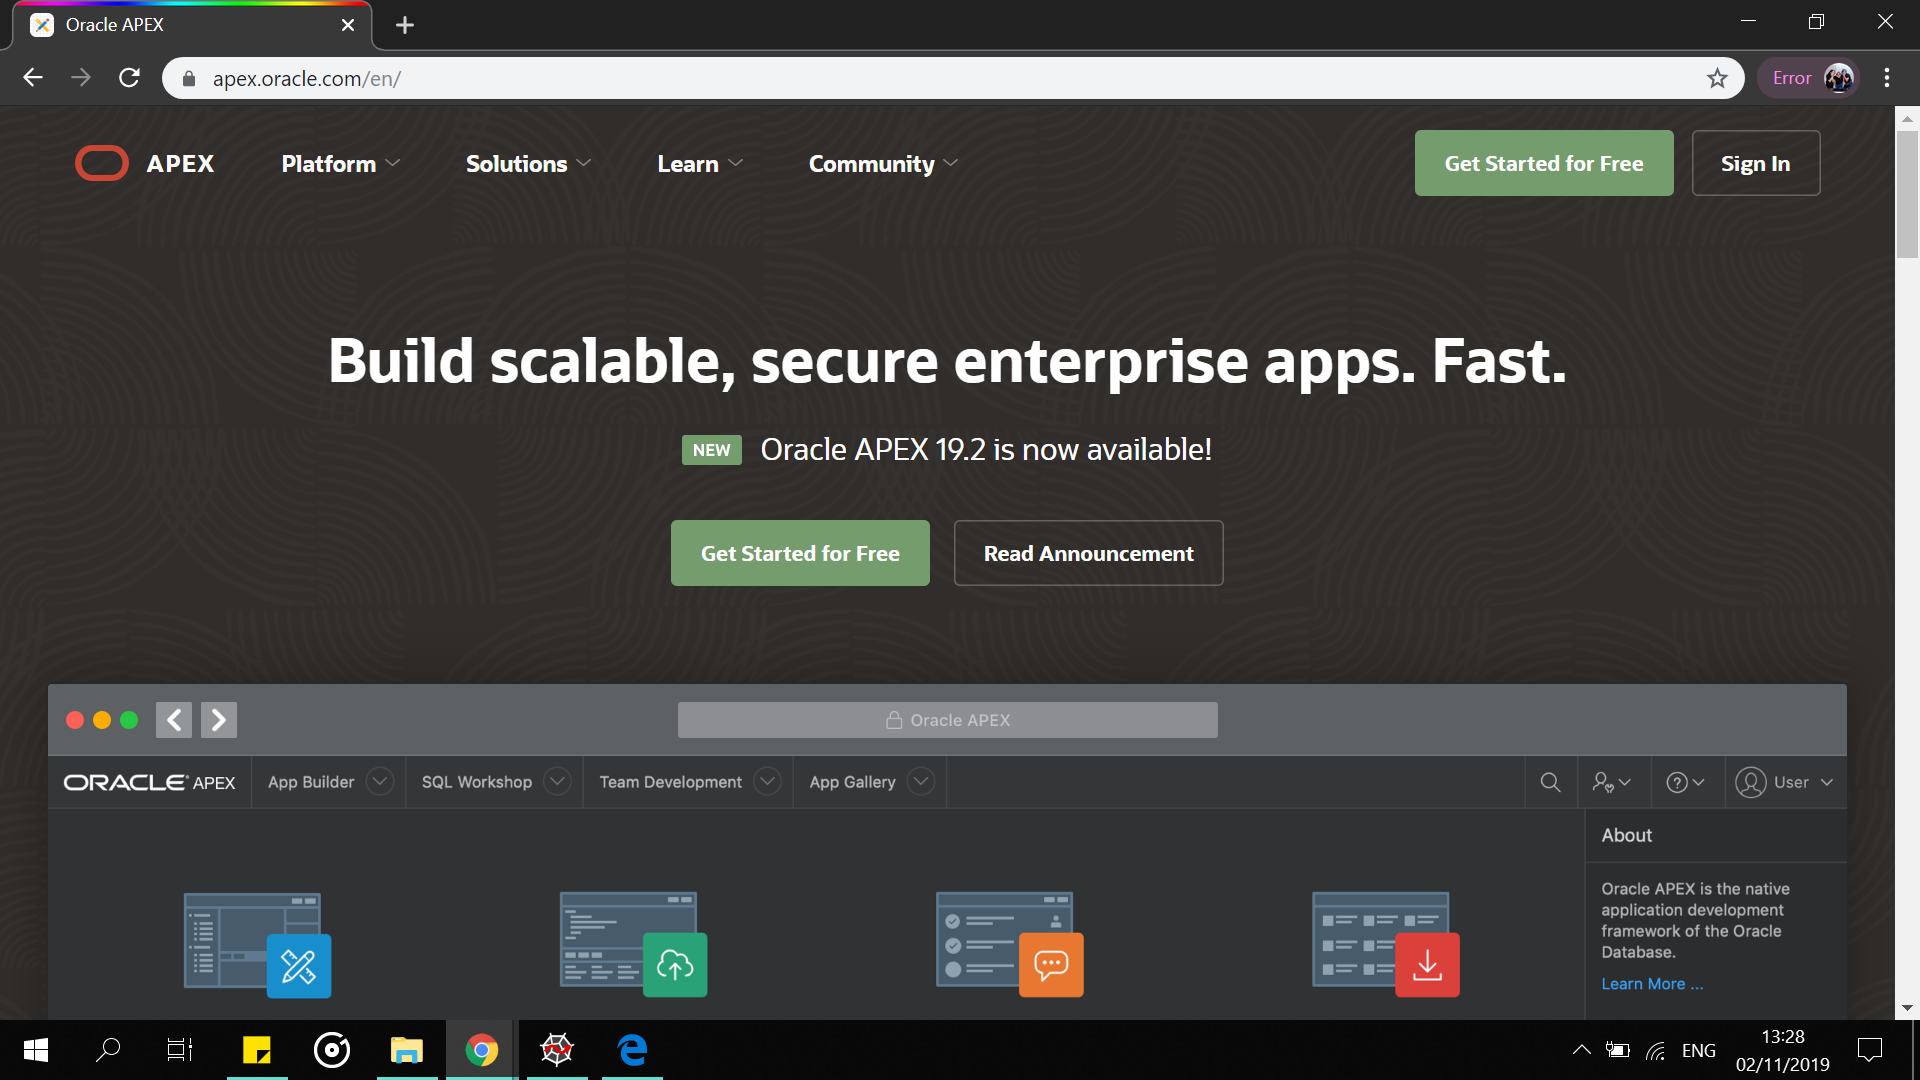 Oracle APEX
apex.oracle.com/en/
Error
APEX
Platform
Solutions
Learn
Community
Get Started for Free
Sign In
Build scalable, secure enterprise apps. Fast.
NEW Oracle APEX 19.2 is now available!
Get Started for Free
Read Announcement
Oracle APEX
ORACLE® APEX
App Builder
SQL Workshop
Team Development
App Gallery
User
About
Oracle APEX is the native
application development
framework of the Oracle
Database.
Learn More ...
ENG
13:28
02/11/2019